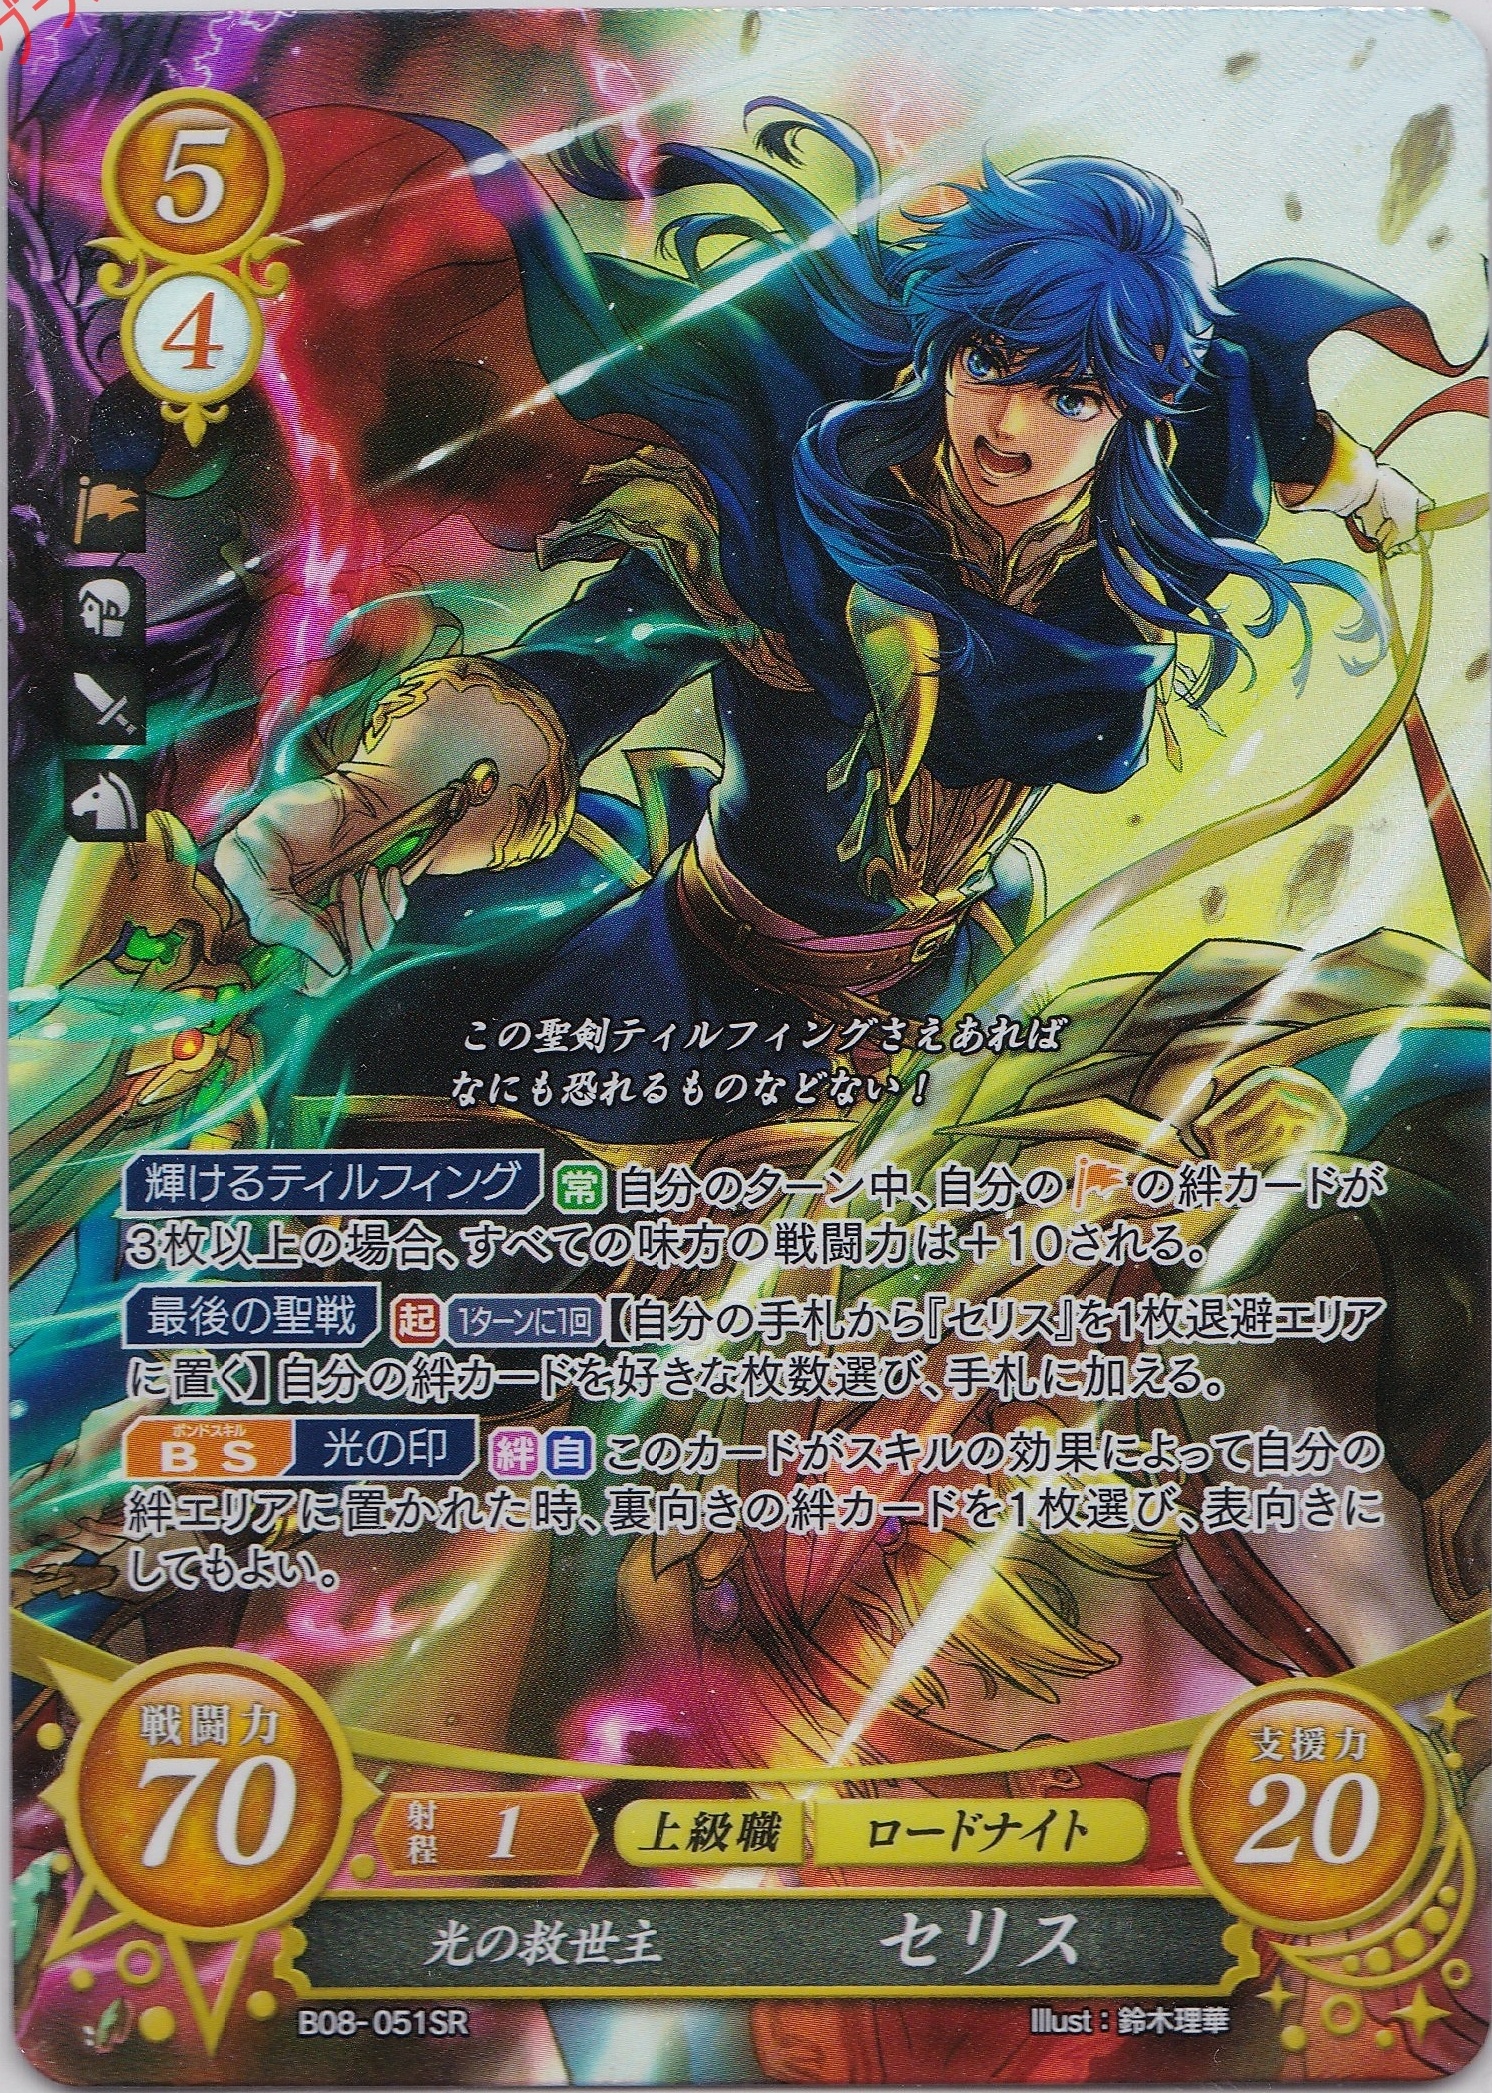 5
4
この聖剣ティルフィングさえあれば
なにも恐れるものなどない!
輝けるティルフィング 常 自分のターン中、自分の の絆カードが
3枚以上の場合、すべての味方の戦闘力は+10される。
最後の聖戦 起 1ターンに1回 【自分の手札から『セリス』を1枚退避エリア
に置く】自分の絆カードを好きな枚数選び、手札に加える。
ボンドスキル
BS 光の印 絆 自 このカードがスキルの効果によって自分の
絆エリアに置かれた時、裏向きの絆カードを1枚選び、表向きに
してもよい。
戦闘力
70
射程 1
上級職 ロードナイト
支援力
20
光の救世主 セリス
B08-051SR
Illust:鈴木理華